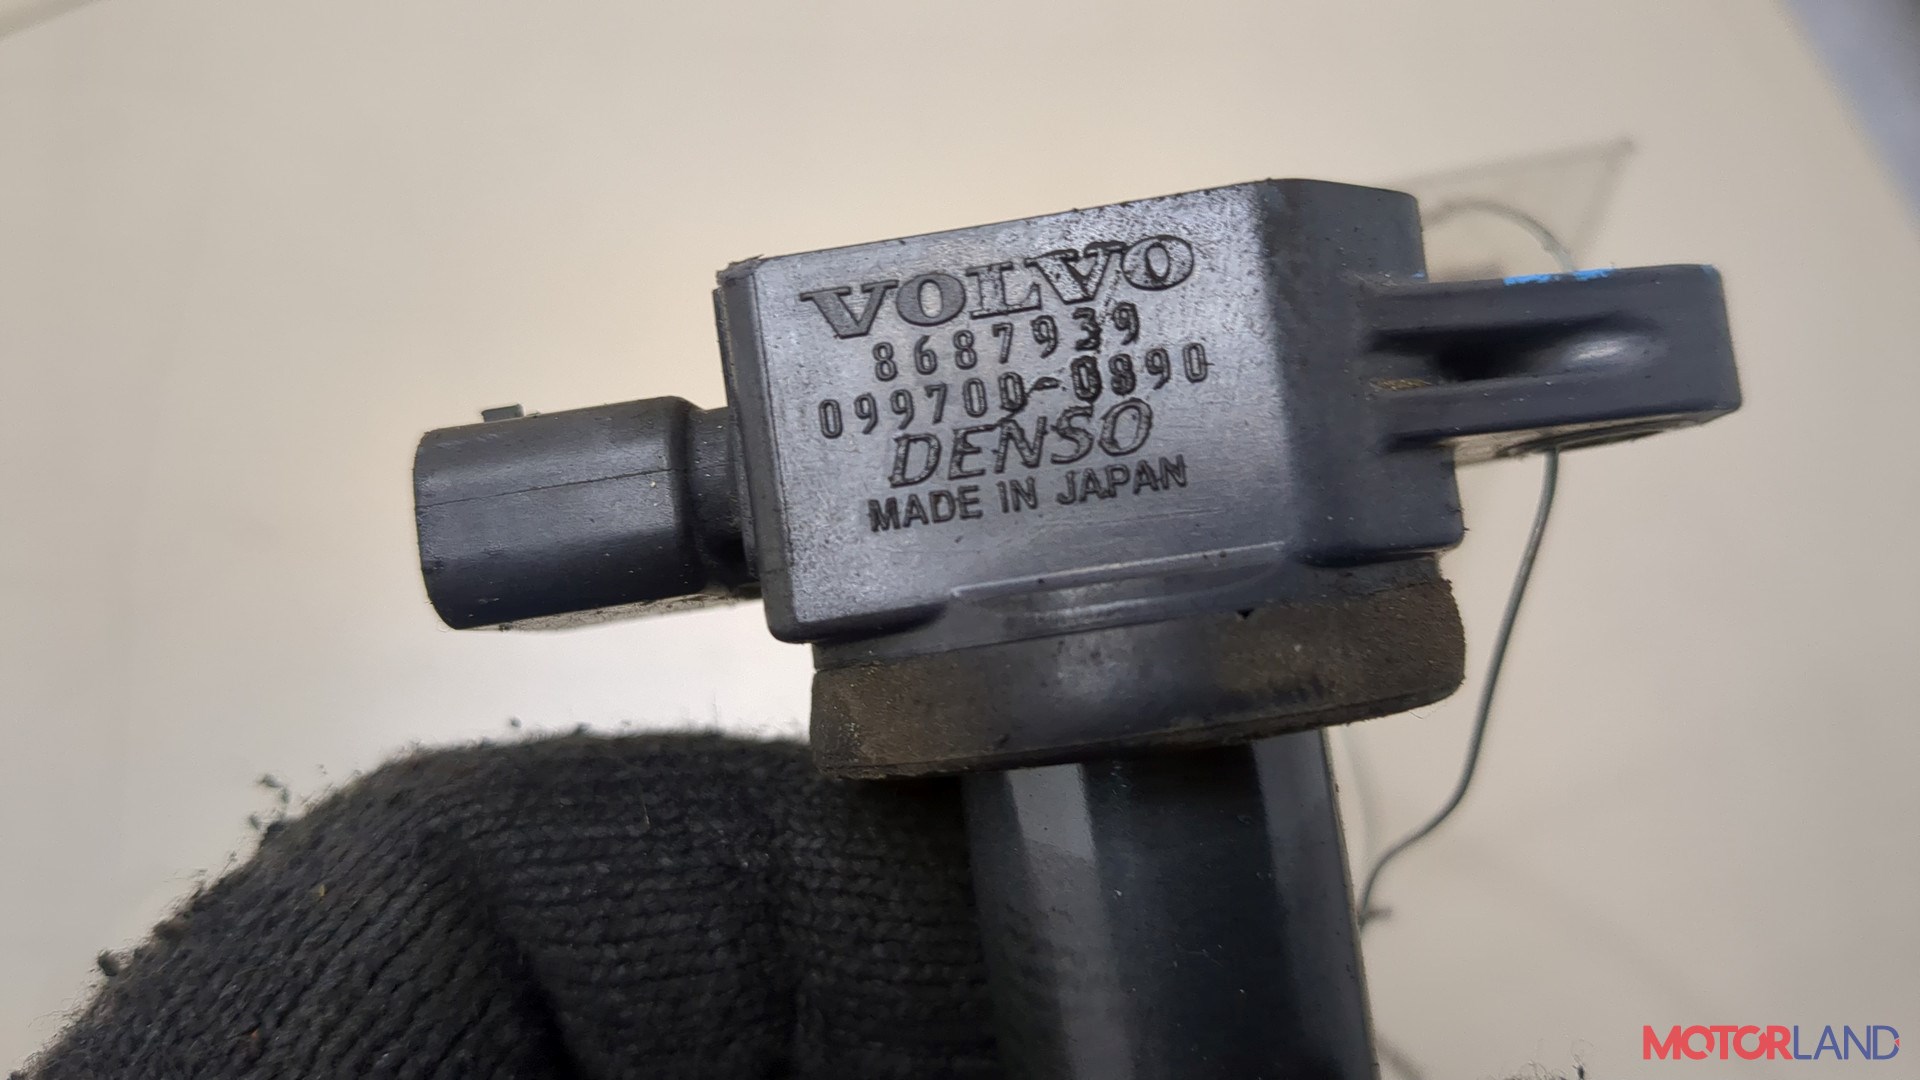 VOLVO
8687939
099700-0890
DENSO
MADE IN JAPAN
MOTORLAND